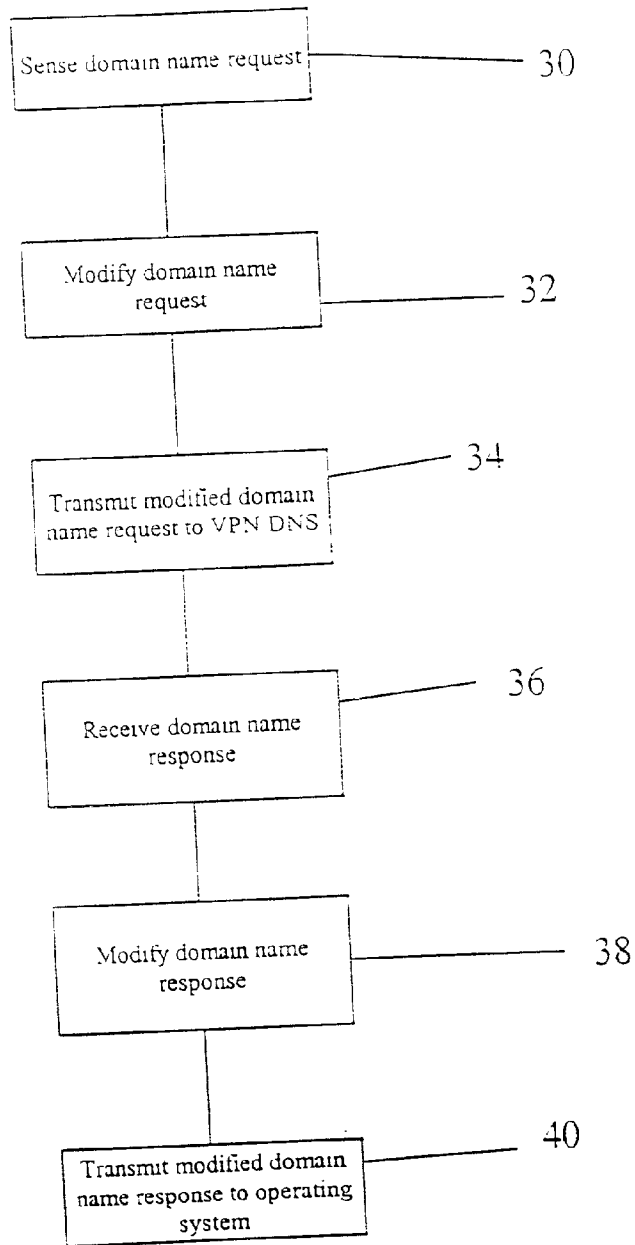 Sense domain name request
30
Modify domain name
request
32
34
Transmit modified domain
name request to VPN DNS
36
Receive domain name
response
Modify domain name
response
38
40
Transmit modified domain
name response to operating
system